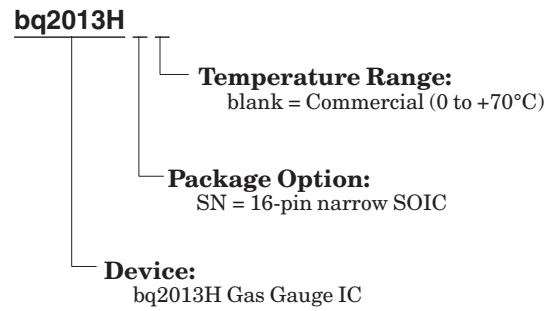 bq2013H
Temperature Range:
blank = Commercial (0 to +70°C)
Package Option:
SN = 16-pin narrow SOIC
Device:
bq2013H Gas Gauge IC